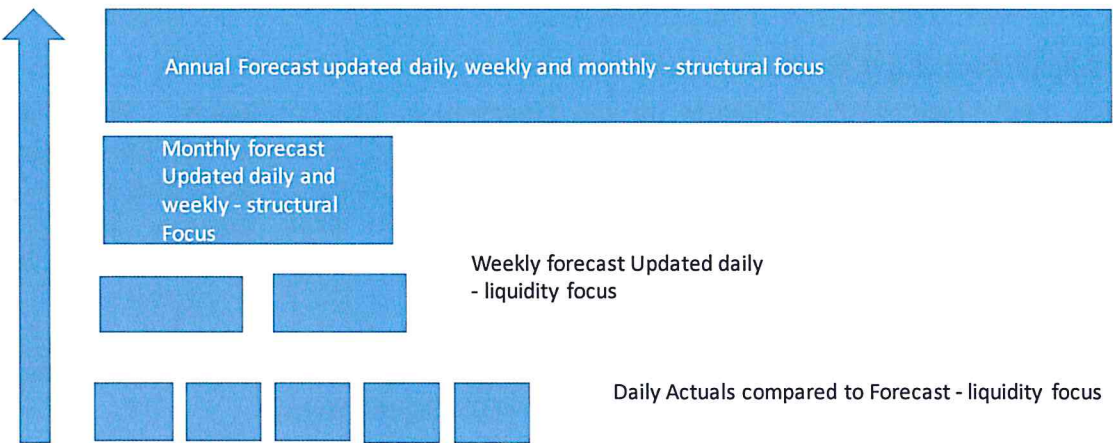 Annual Forecast updated daily, weekly and monthly - structural focus
Monthly forecast
Updated daily and
weekly - structural
Focus
Weekly forecast Updated daily
- liquidity focus
Daily Actuals compared to Forecast - liquidity focus